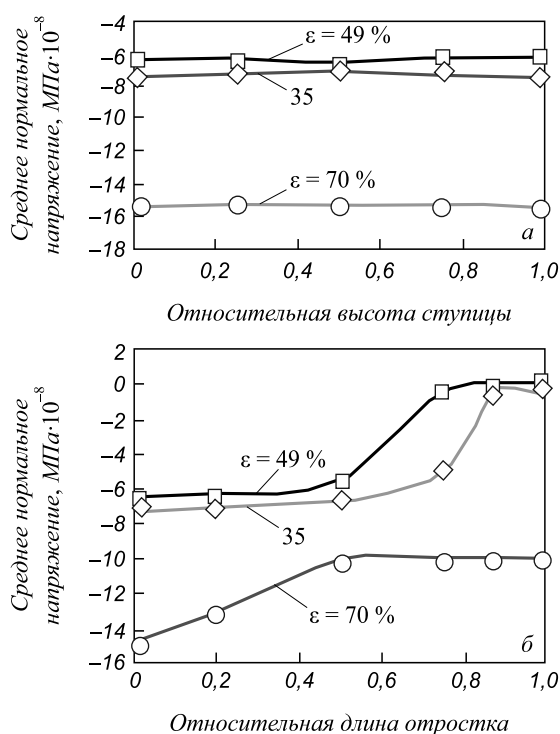 Среднее нормальное
напряжение, МПа·10⁻⁸
−4
−6
−8
−10
−12
−14
−16
−18
ε = 49 %
35
ε = 70 %
а
0
0,2
0,4
0,6
0,8
1,0
Относительная высота ступицы
Среднее нормальное
напряжение, МПа·10⁻⁸
2
0
−2
−4
−6
−8
−10
−12
−14
−16
ε = 49 %
35
ε = 70 %
б
0
0,2
0,4
0,6
0,8
1,0
Относительная длина отростка